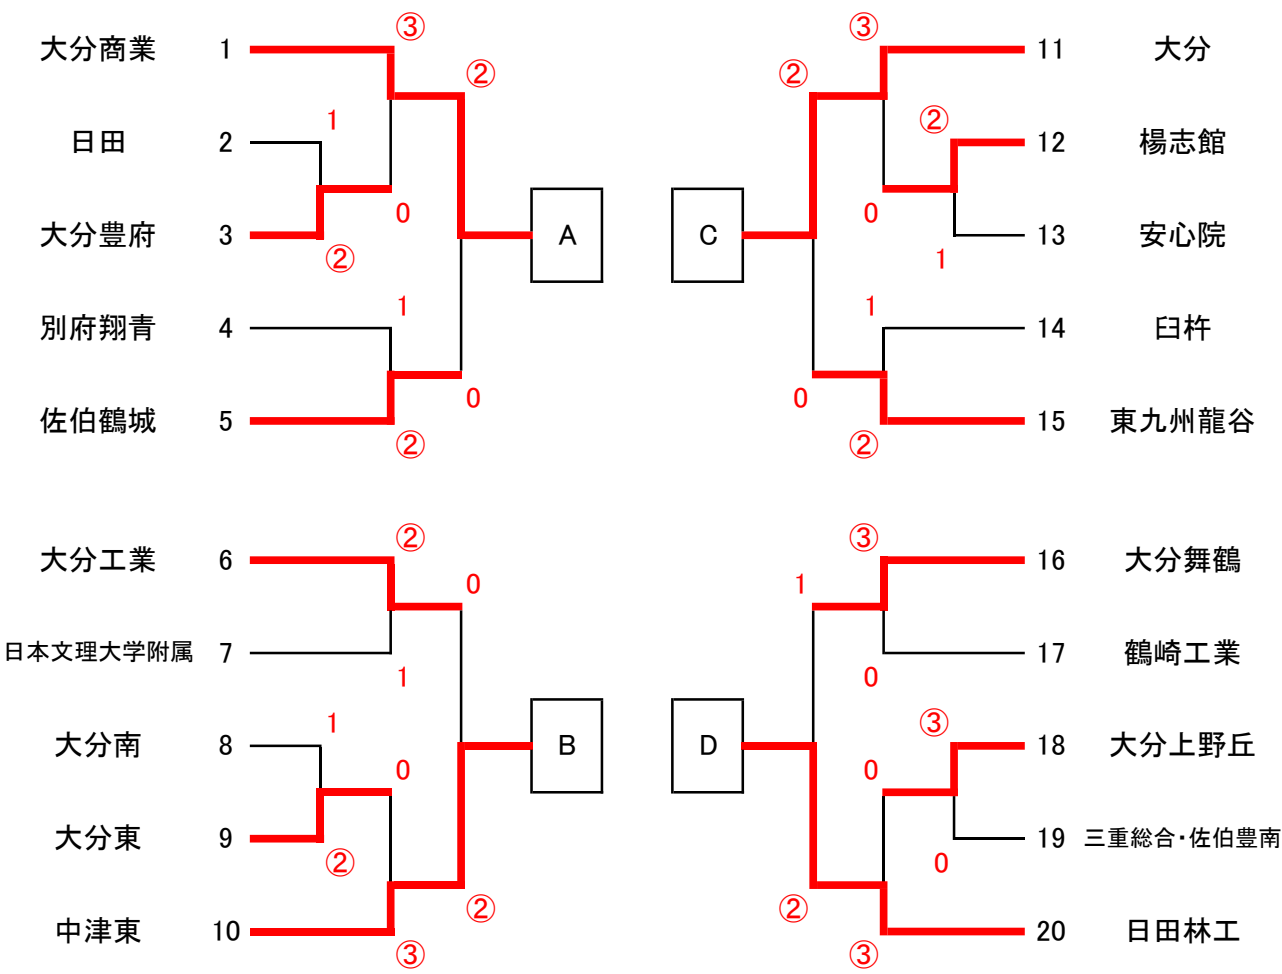 ③ ③
大分商業 1 11 大分
② ②
1 ②
日田 2 12 楊志館
0 0
大分豊府 3 A C 13 安心院
② 1
1 1
別府翔青 4 14 臼杵
0 0
佐伯鶴城 5 15 東九州龍谷
② ②
② ③
大分工業 6 16 大分舞鶴
0 1
日本文理大学附属 7 17 鶴崎工業
1 0
1 ③
大分南 8 B D 18 大分上野丘
0 0
大分東 9 19 三重総合・佐伯豊南
② 0
② ②
中津東 10 20 日田林工
③ ③